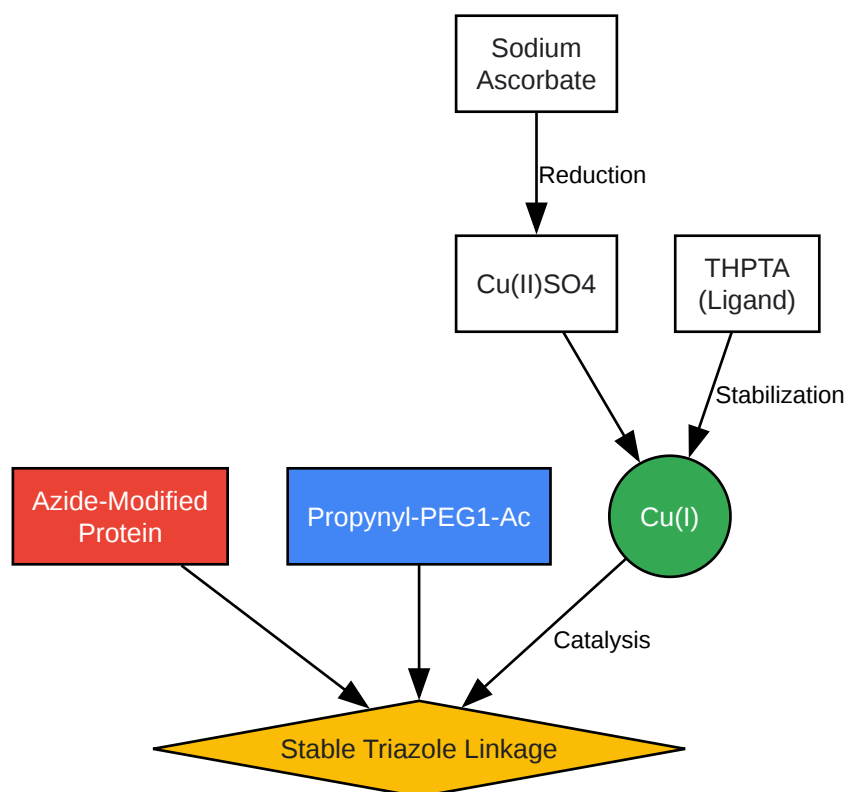 Sodium
Ascorbate
Reduction
Cu(II)SO4
THPTA
(Ligand)
Stabilization
Azide-Modified
Protein
Propynyl-PEG1-Ac
Cu(I)
Catalysis
Stable Triazole Linkage